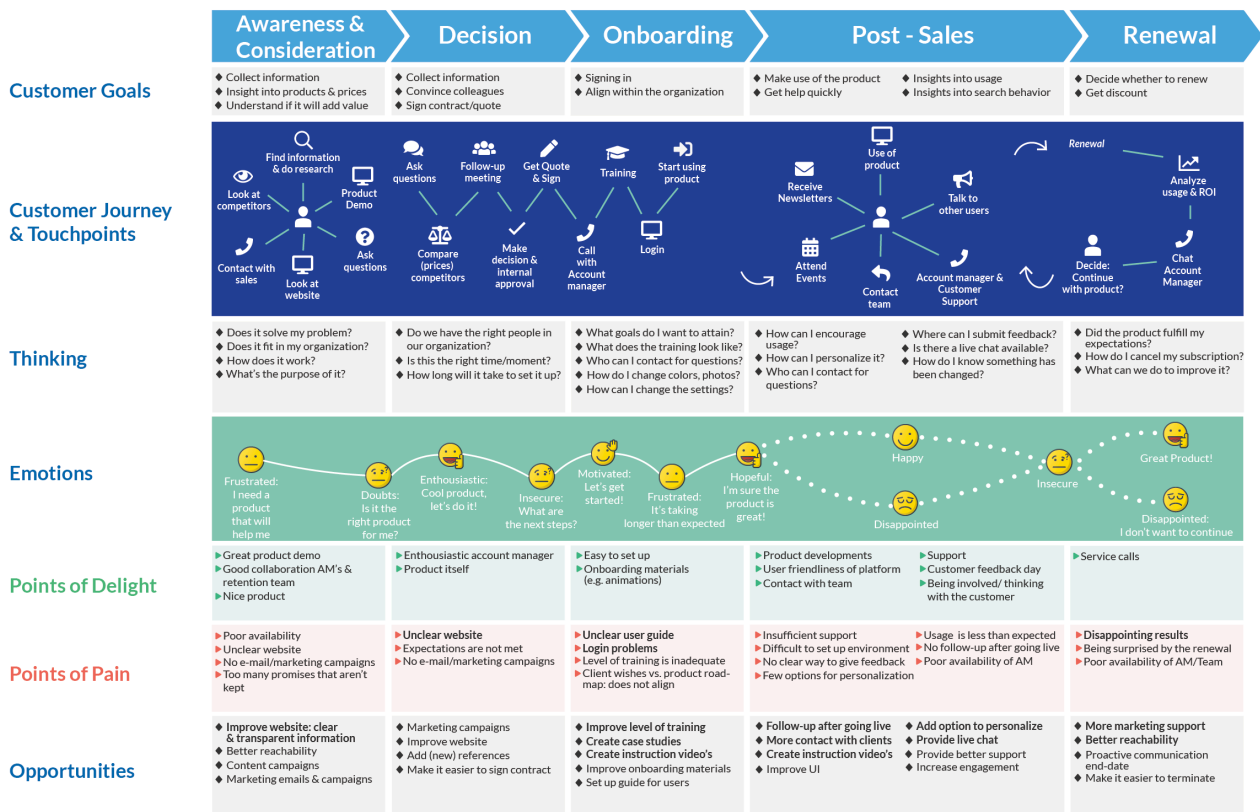 Awareness &
Consideration
Decision
Onboarding
Post - Sales
Renewal
Customer Goals
Collect information
Insight into products & prices
Understand if it will add value
Collect information
Convince colleagues
Sign contract/quote
Signing in
Align within the organization
Make use of the product
Get help quickly
Insights into usage
Insights into search behavior
Decide whether to renew
Get discount
Customer Journey
& Touchpoints
Find information
& do research
Look at
competitors
Product
Demo
Contact with
sales
Look at
website
Ask
questions
Ask
questions
Follow-up
meeting
Get Quote
& Sign
Compare
(prices)
competitors
Make
decision &
internal
approval
Training
Start using
product
Call
with
Account
manager
Login
Use of
product
Receive
Newsletters
Talk to
other users
Attend
Events
Contact
team
Account manager &
Customer
Support
Renewal
Analyze
usage & ROI
Chat
Account
Manager
Decide:
Continue
with product?
Thinking
Does it solve my problem?
Does it fit in my organization?
How does it work?
What's the purpose of it?
Do we have the right people in
our organization?
Is this the right time/moment?
How long will it take to set it up?
What goals do I want to attain?
What does the training look like?
Who can I contact for questions?
How do I change colors, photos?
How can I change the settings?
How can I encourage
usage?
How can I personalize it?
Who can I contact for
questions?
Where can I submit feedback?
Is there a live chat available?
How do I know something has
been changed?
Did the product fulfill my
expectations?
How do I cancel my subscription?
What can we do to improve it?
Emotions
Frustrated:
I need a
product
that will
help me
Doubts:
Is it the
right product
for me?
Enthousiastic:
Cool product,
let's do it!
Insecure:
What are
the next steps?
Motivated:
Let's get
started!
Frustrated:
It's taking
longer than expected
Hopeful:
I'm sure the
product is
great!
Happy
Disappointed
Insecure
Great Product!
Disappointed:
I don't want to continue
Points of Delight
Great product demo
Good collaboration AM's &
retention team
Nice product
Enthousiastic account manager
Product itself
Easy to set up
Onboarding materials
(e.g. animations)
Product developments
User friendliness of platform
Contact with team
Support
Customer feedback day
Being involved/ thinking
with the customer
Service calls
Points of Pain
Poor availability
Unclear website
No e-mail/marketing campaigns
Too many promises that aren't
kept
Unclear website
Expectations are not met
No e-mail/marketing campaigns
Unclear user guide
Login problems
Level of training is inadequate
Client wishes vs. product road-
map: does not align
Insufficient support
Difficult to set up environment
No clear way to give feedback
Few options for personalization
Usage is less than expected
No follow-up after going live
Poor availability of AM
Disappointing results
Being surprised by the renewal
Poor availability of AM/Team
Opportunities
Improve website: clear
& transparent information
Better reachability
Content campaigns
Marketing emails & campaigns
Marketing campaigns
Improve website
Add (new) references
Make it easier to sign contract
Improve level of training
Create case studies
Create instruction video's
Improve onboarding materials
Set up guide for users
Follow-up after going live
More contact with clients
Create instruction video's
Improve UI
Add option to personalize
Provide live chat
Provide better support
Increase engagement
More marketing support
Better reachability
Proactive communication
end-date
Make it easier to terminate